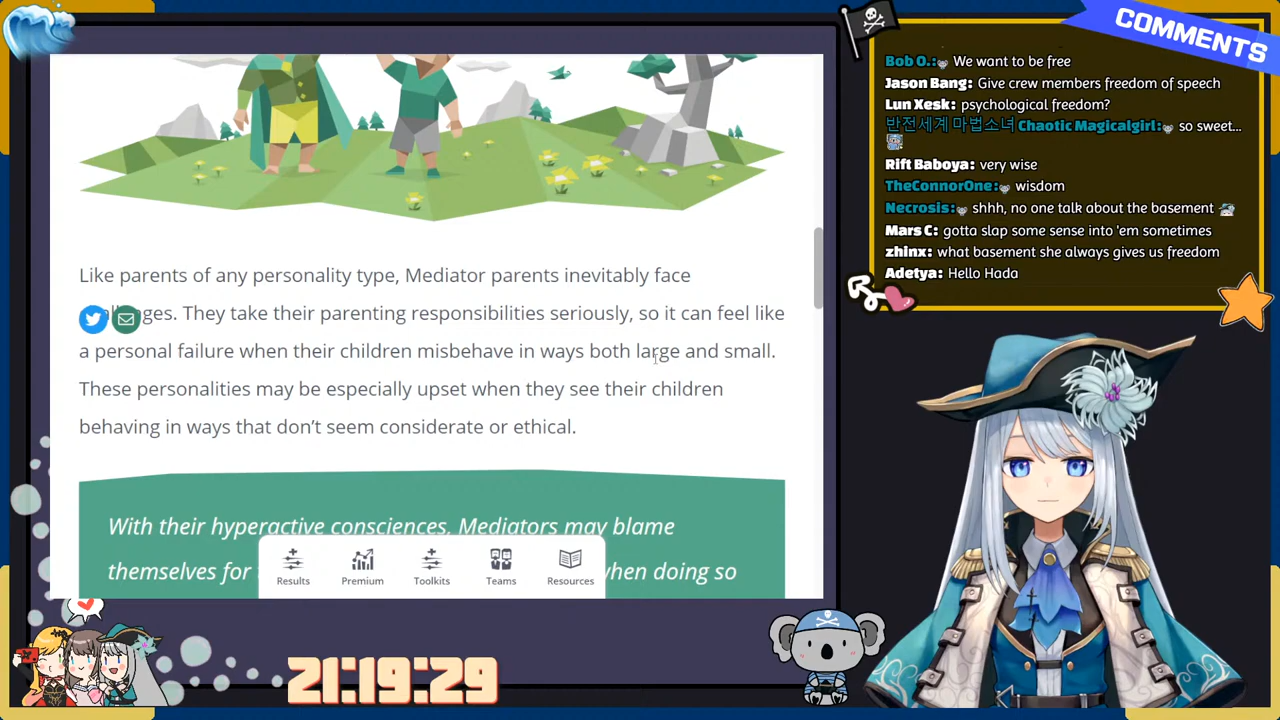 COMMENTS
Bob O.: We want to be free
Jason Bang: Give crew members freedom of speech
Lun Xesk: psychological freedom?
반전세계 마법소녀 Chaotic Magicalgirl: so sweet...
Rift Baboya: very wise
TheConnorOne: wisdom
Necrosis: shhh, no one talk about the basement
Mars C: gotta slap some sense into 'em sometimes
zhinx: what basement she always gives us freedom
Adetya: Hello Hada
Like parents of any personality type, Mediator parents inevitably face
They take their parenting responsibilities seriously, so it can feel like
a personal failure when their children misbehave in ways both large and small.
These personalities may be especially upset when they see their children
behaving in ways that don't seem considerate or ethical.
With their hyperactive consciences, Mediators may blame
themselves for when doing so
Results Premium Toolkits Teams Resources
21:19:29